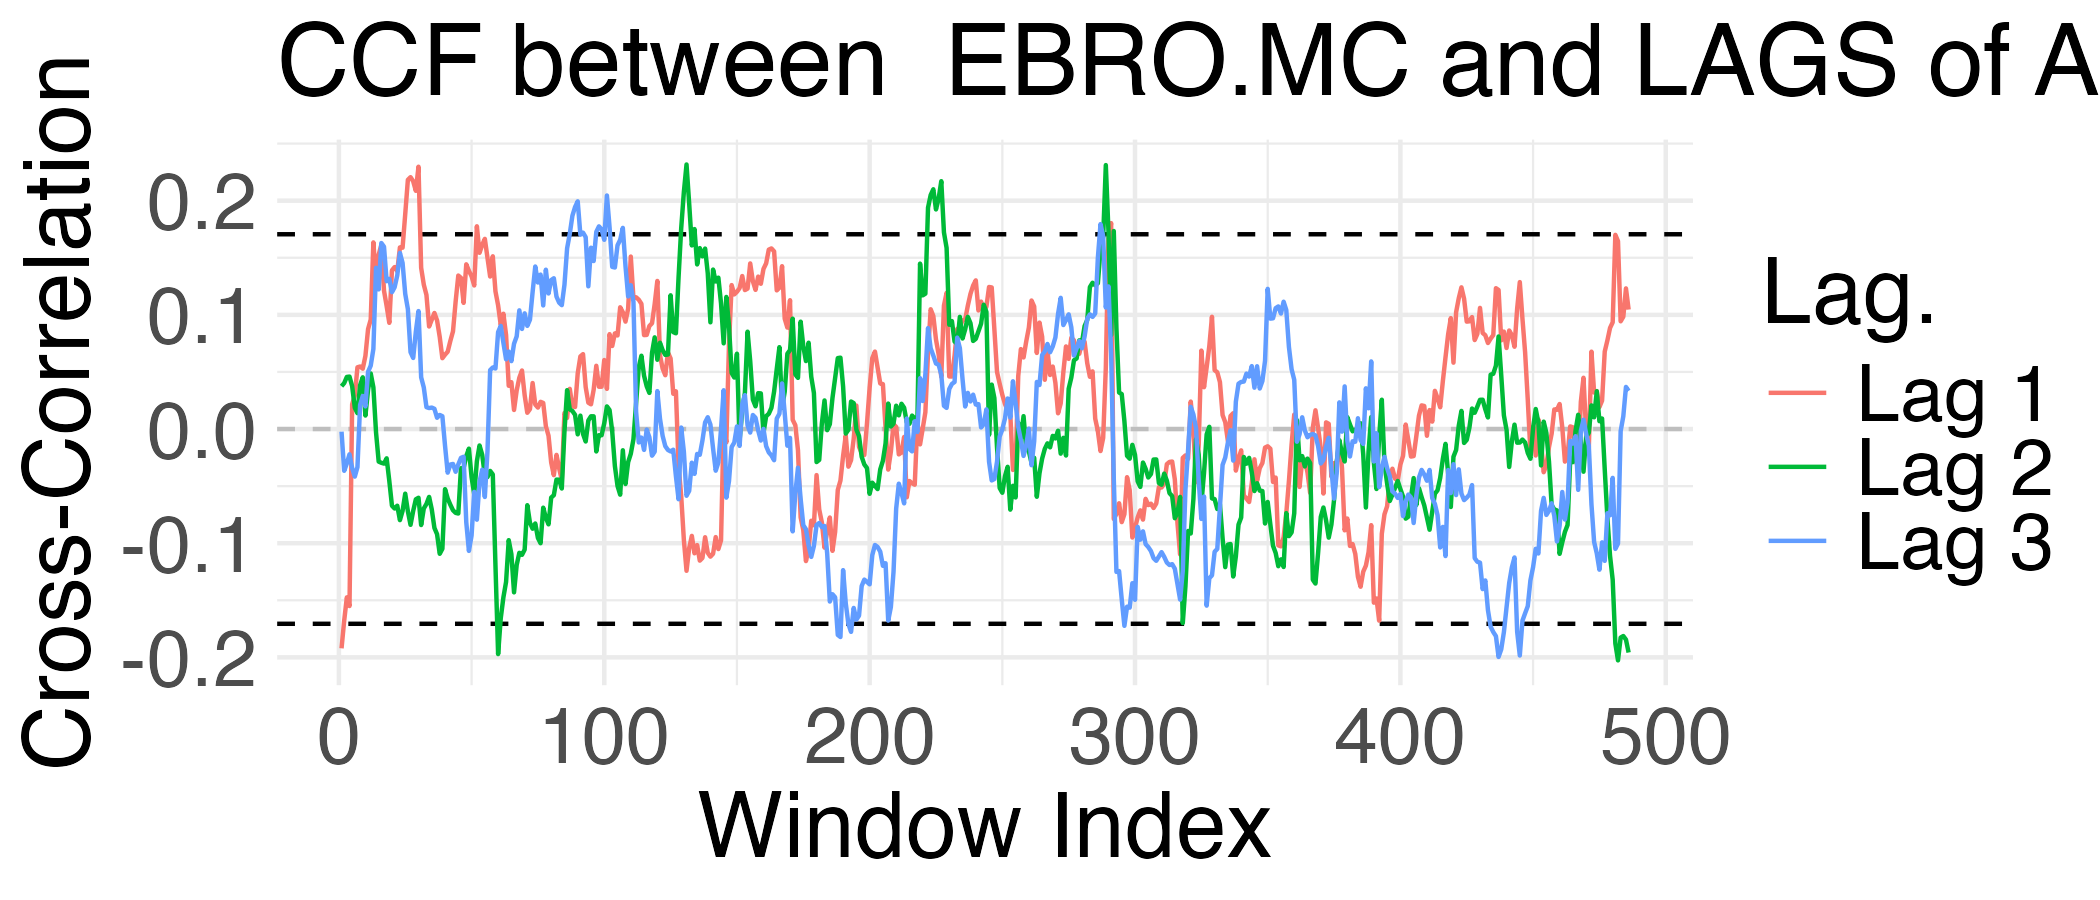 CCF between  EBRO.MC and LAGS of A
Cross-Correlation
0.2
0.1
0.0
-0.1
-0.2
0 100 200 300 400 500
Window Index
Lag.
Lag 1
Lag 2
Lag 3